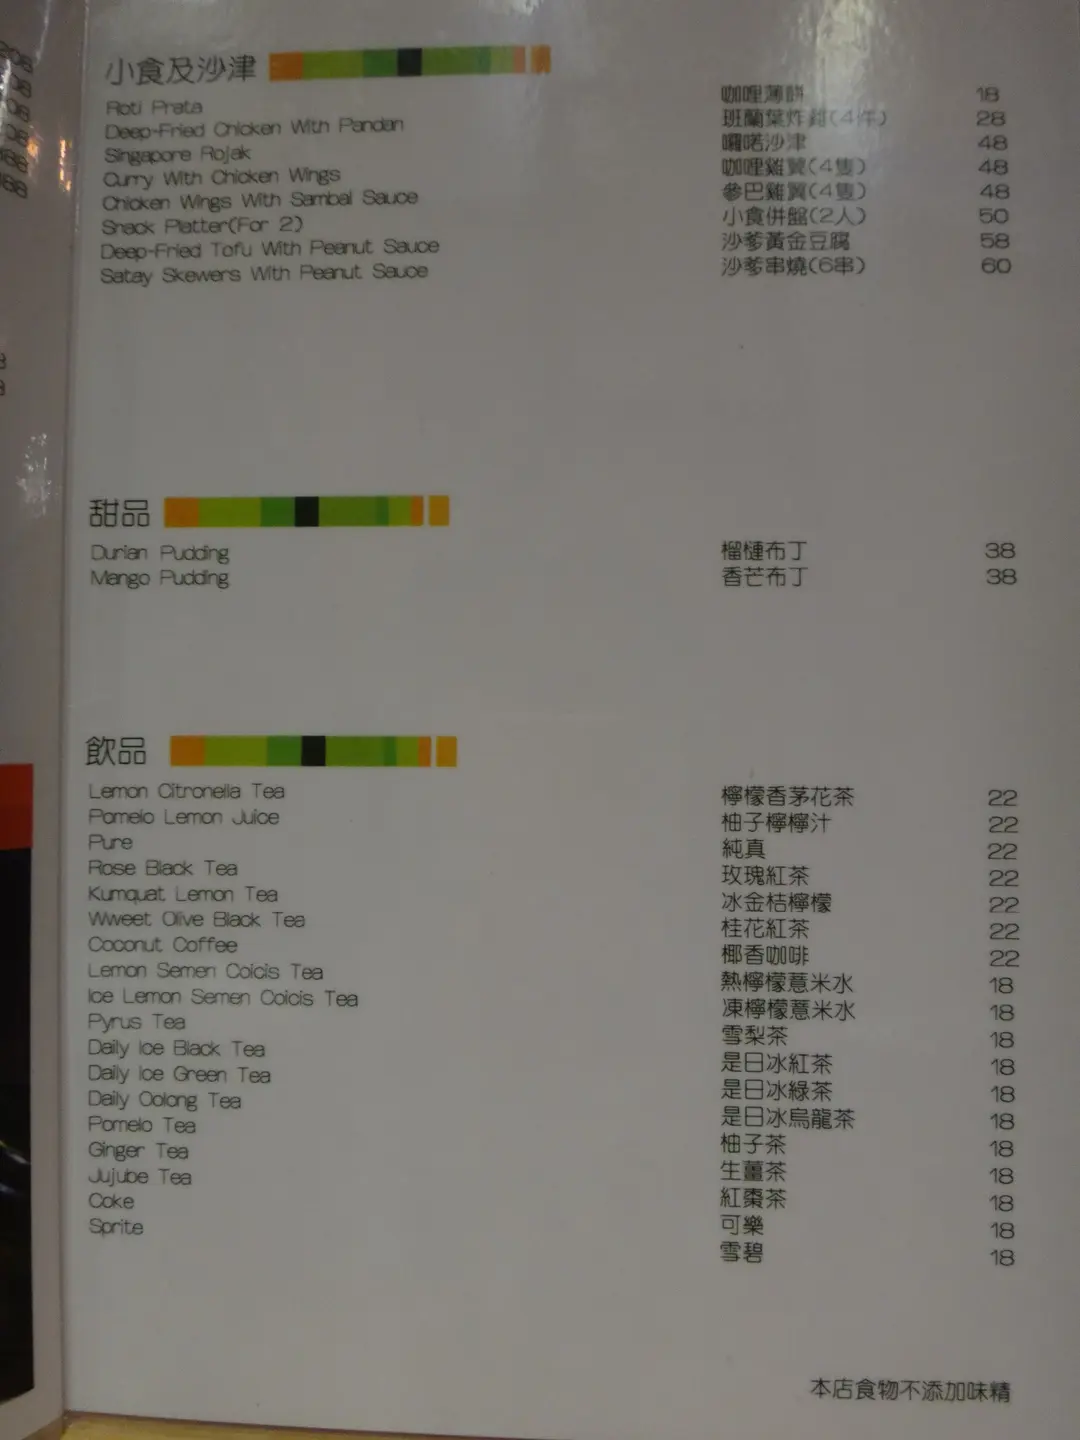 小食及沙津
Roti Prata 咖哩薄餅 18
Deep-Fried Chicken With Pandan 班蘭葉炸雞(4件) 28
Singapore Rojak 囉喏沙津 48
Curry With Chicken Wings 咖哩雞翼(4隻) 48
Chicken Wings With Sambal Sauce 參巴雞翼(4隻) 48
Snack Platter(For 2) 小食併盤(2人) 50
Deep-Fried Tofu With Peanut Sauce 沙爹黃金豆腐 58
Satay Skewers With Peanut Sauce 沙爹串燒(6串) 60
甜品
Durian Pudding 榴槤布丁 38
Mango Pudding 香芒布丁 38
飲品
Lemon Citronella Tea 檸檬香茅花茶 22
Pomelo Lemon Juice 柚子檸檸汁 22
Pure 純真 22
Rose Black Tea 玫瑰紅茶 22
Kumquat Lemon Tea 冰金桔檸檬 22
Wweet Olive Black Tea 桂花紅茶 22
Coconut Coffee 椰香咖啡 22
Lemon Semen Coicis Tea 熱檸檬薏米水 18
Ice Lemon Semen Coicis Tea 凍檸檬薏米水 18
Pyrus Tea 雪梨茶 18
Daily Ice Black Tea 是日冰紅茶 18
Daily Ice Green Tea 是日冰綠茶 18
Daily Oolong Tea 是日冰烏龍茶 18
Pomelo Tea 柚子茶 18
Ginger Tea 生薑茶 18
Jujube Tea 紅棗茶 18
Coke 可樂 18
Sprite 雪碧 18
本店食物不添加味精